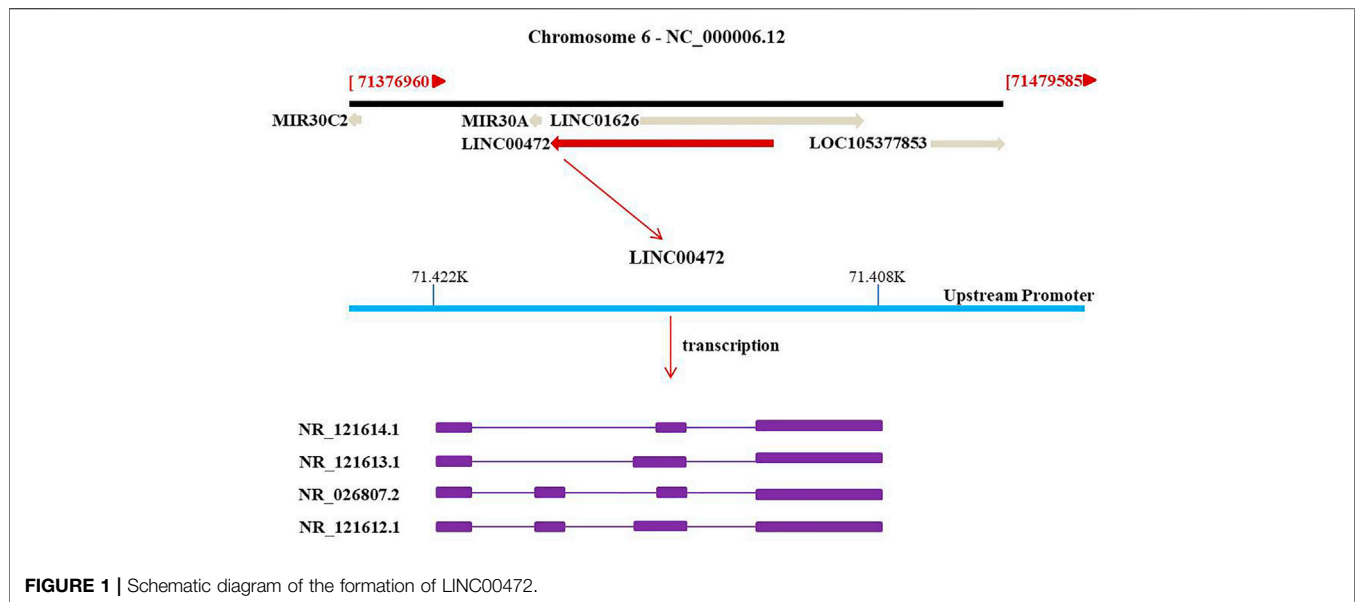 Chromosome 6 - NC_000006.12
[ 71376960
[71479585
MIR30C2
MIR30A
LINC01626
LINC00472
LOC105377853
LINC00472
71.422K
71.408K
Upstream Promoter
transcription
NR_121614.1
NR_121613.1
NR_026807.2
NR_121612.1
FIGURE 1 | Schematic diagram of the formation of LINC00472.